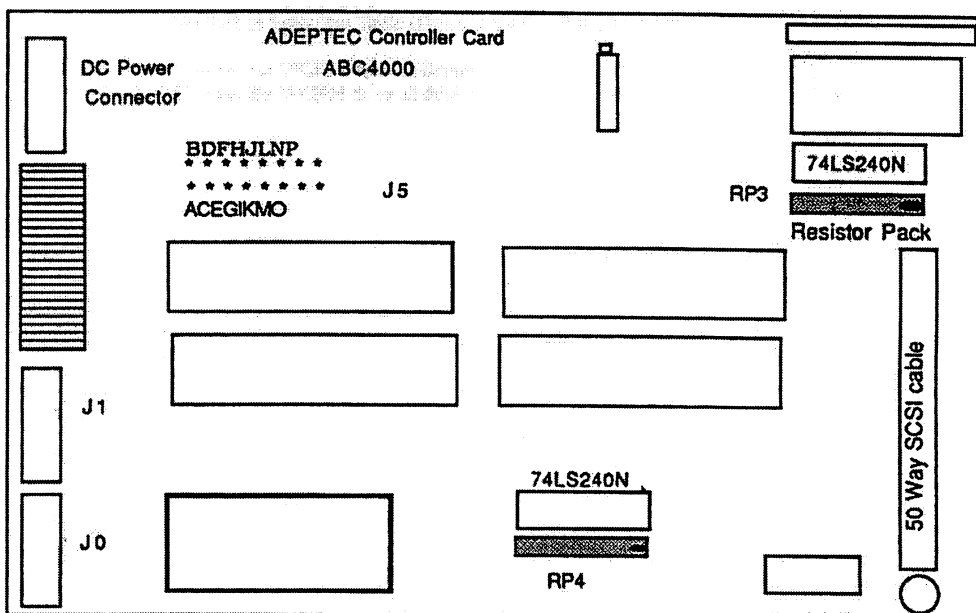 ADEPTEC Controller Card
ABC4000
DC Power
Connector
BDFHJLNP
* * * * * * * *
* * * * * * * *
ACEGIKMO
J5
74LS240N
RP3
Resistor Pack
J1
50 Way SCSI cable
74LS240N
J0
RP4